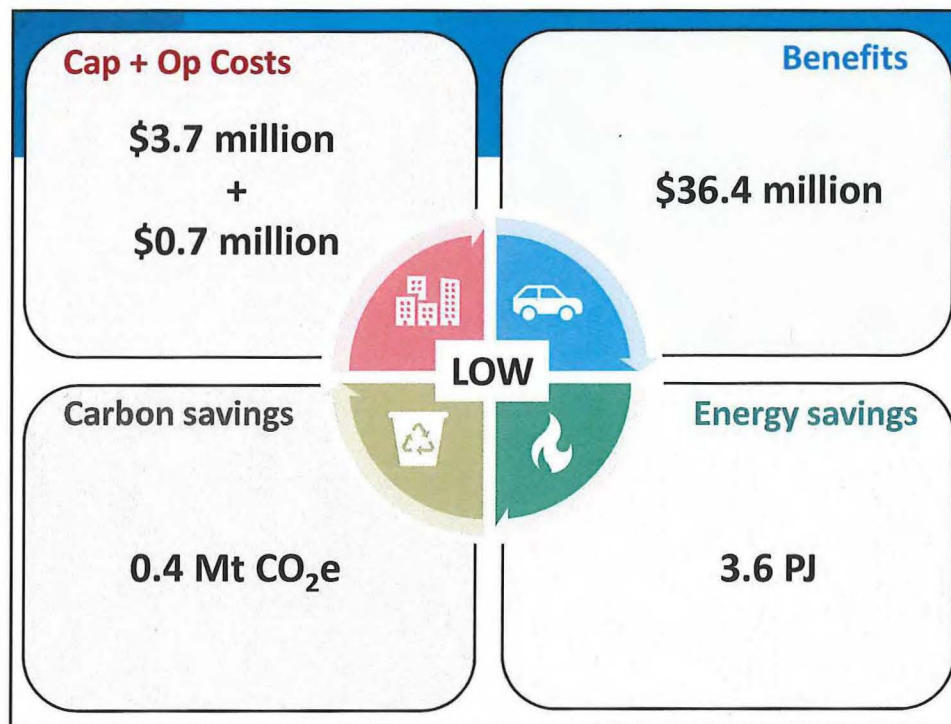 Cap + Op Costs
$3.7 million
+
$0.7 million
Benefits
$36.4 million
LOW
Carbon savings
0.4 Mt CO₂e
Energy savings
3.6 PJ